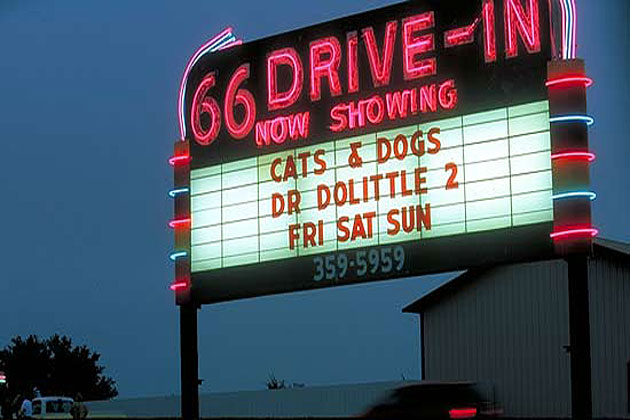 66 DRIVE-IN
NOW SHOWING
CATS & DOGS
DR DOLITTLE 2
FRI SAT SUN
359-5959